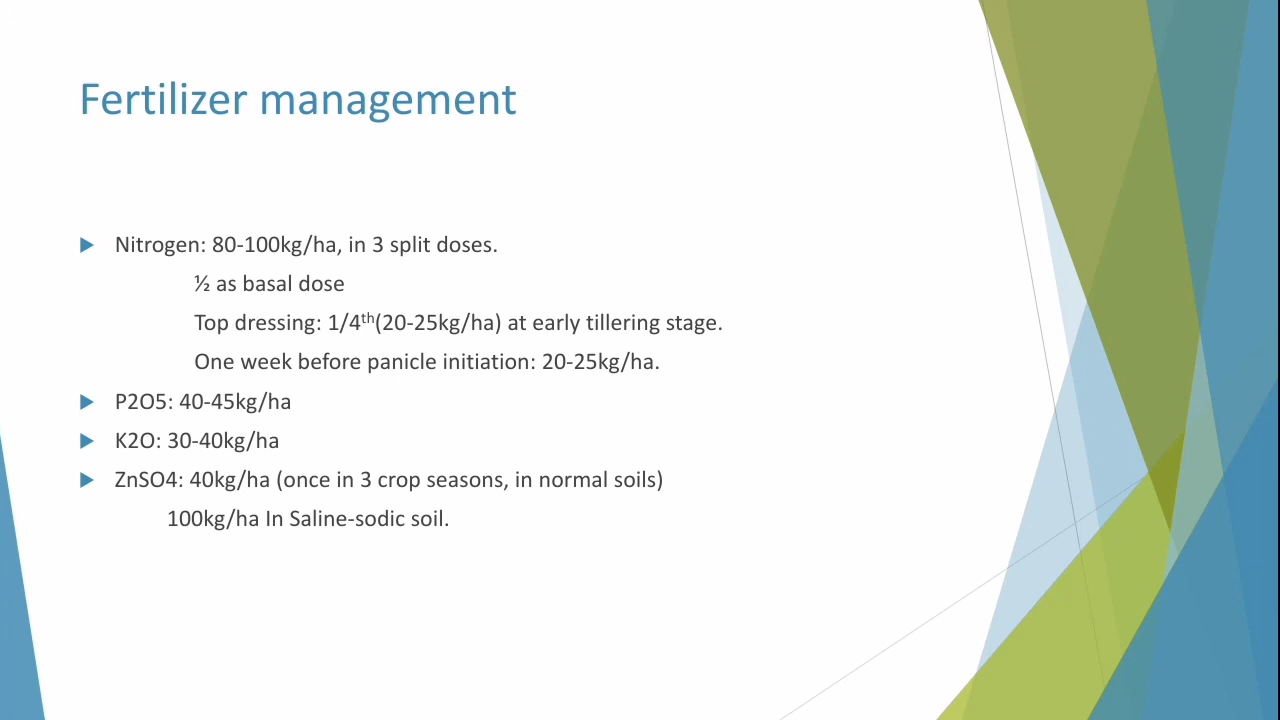 Fertilizer management
Nitrogen: 80-100kg/ha, in 3 split doses.
½ as basal dose
Top dressing: 1/4th(20-25kg/ha) at early tillering stage.
One week before panicle initiation: 20-25kg/ha.
P2O5: 40-45kg/ha
K2O: 30-40kg/ha
ZnSO4: 40kg/ha (once in 3 crop seasons, in normal soils)
100kg/ha In Saline-sodic soil.